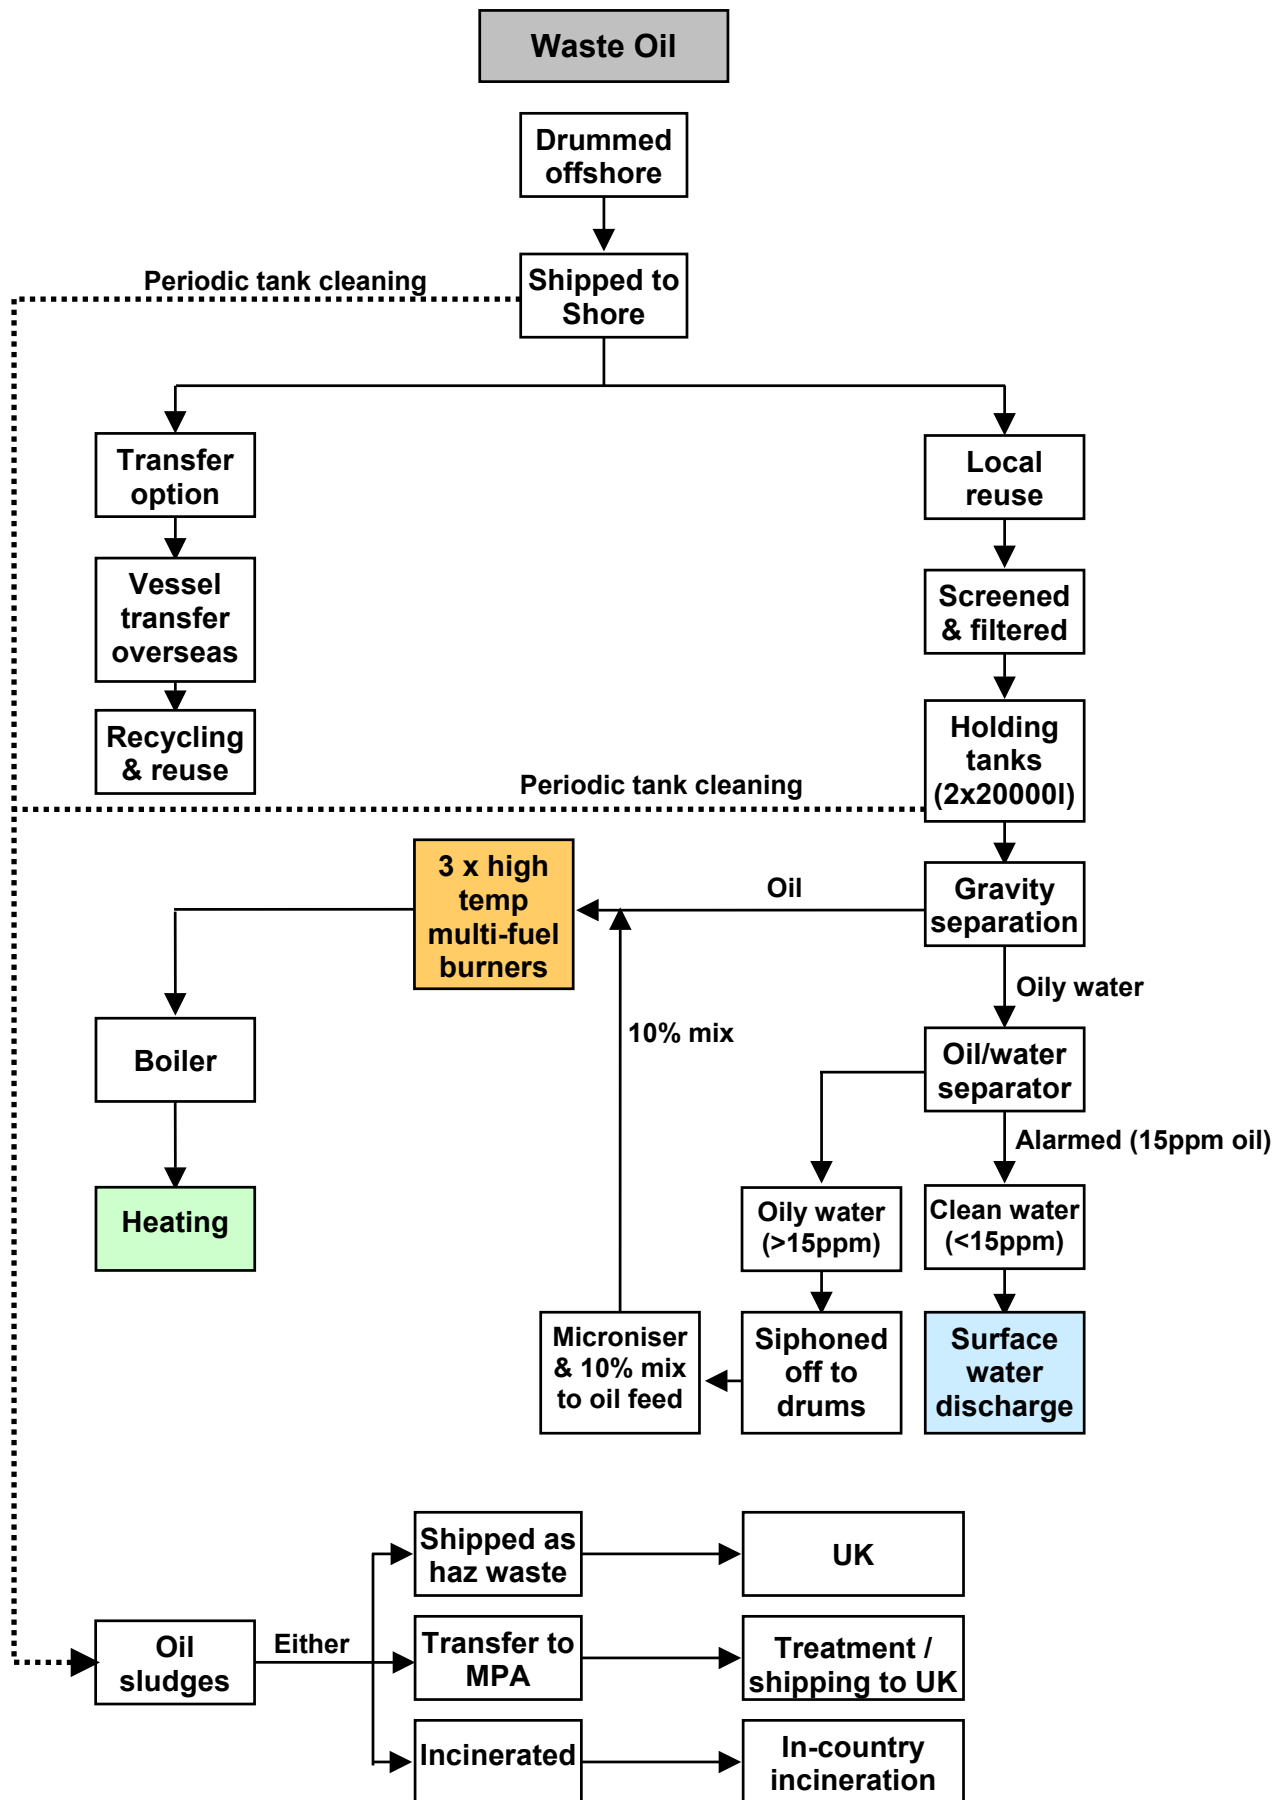 Waste Oil
Drummed
offshore
Periodic tank cleaning
Shipped to
Shore
Transfer
option
Local
reuse
Vessel
transfer
overseas
Screened
& filtered
Recycling
& reuse
Holding
tanks
(2x20000l)
Periodic tank cleaning
3 x high
temp
multi-fuel
burners
Oil
Gravity
separation
Oily water
10% mix
Boiler
Oil/water
separator
Alarmed (15ppm oil)
Heating
Oily water
(>15ppm)
Clean water
(<15ppm)
Microniser
& 10% mix
to oil feed
Siphoned
off to
drums
Surface
water
discharge
Shipped as
haz waste
UK
Oil
sludges
Either
Transfer to
MPA
Treatment /
shipping to UK
Incinerated
In-country
incineration